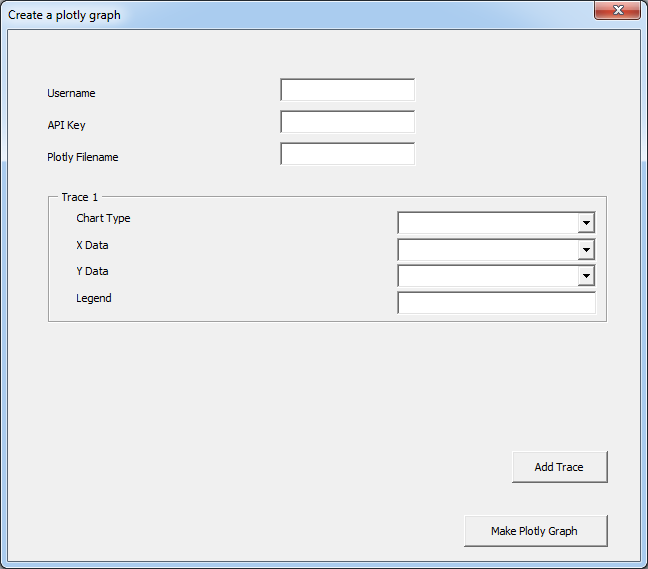 Create a plotly graph
Username
API Key
Plotly Filename
Trace 1
Chart Type
X Data
Y Data
Legend
Add Trace
Make Plotly Graph